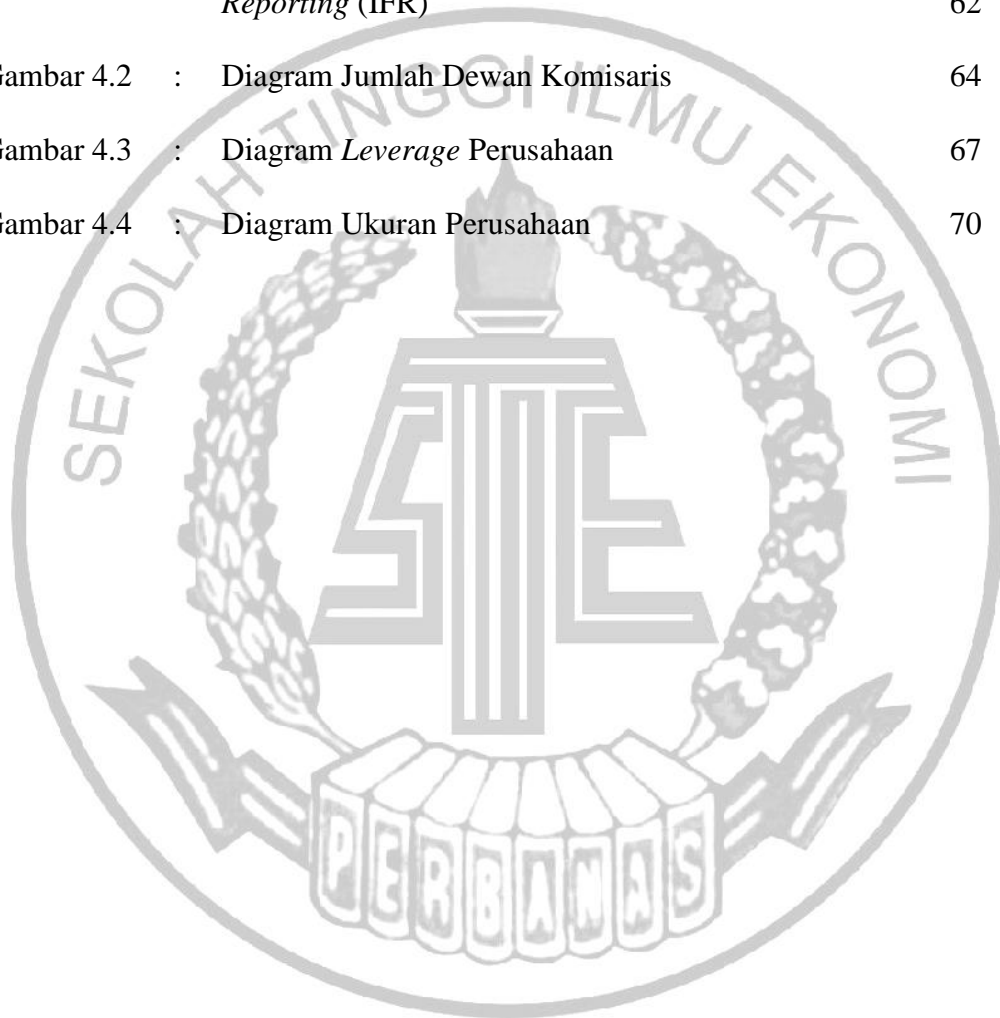 Reporting (IFR) 62
Gambar 4.2 : Diagram Jumlah Dewan Komisaris 64
Gambar 4.3 : Diagram Leverage Perusahaan 67
Gambar 4.4 : Diagram Ukuran Perusahaan 70
SEKOLAH TINGGI ILMU EKONOMI
STIE
PERBANAS